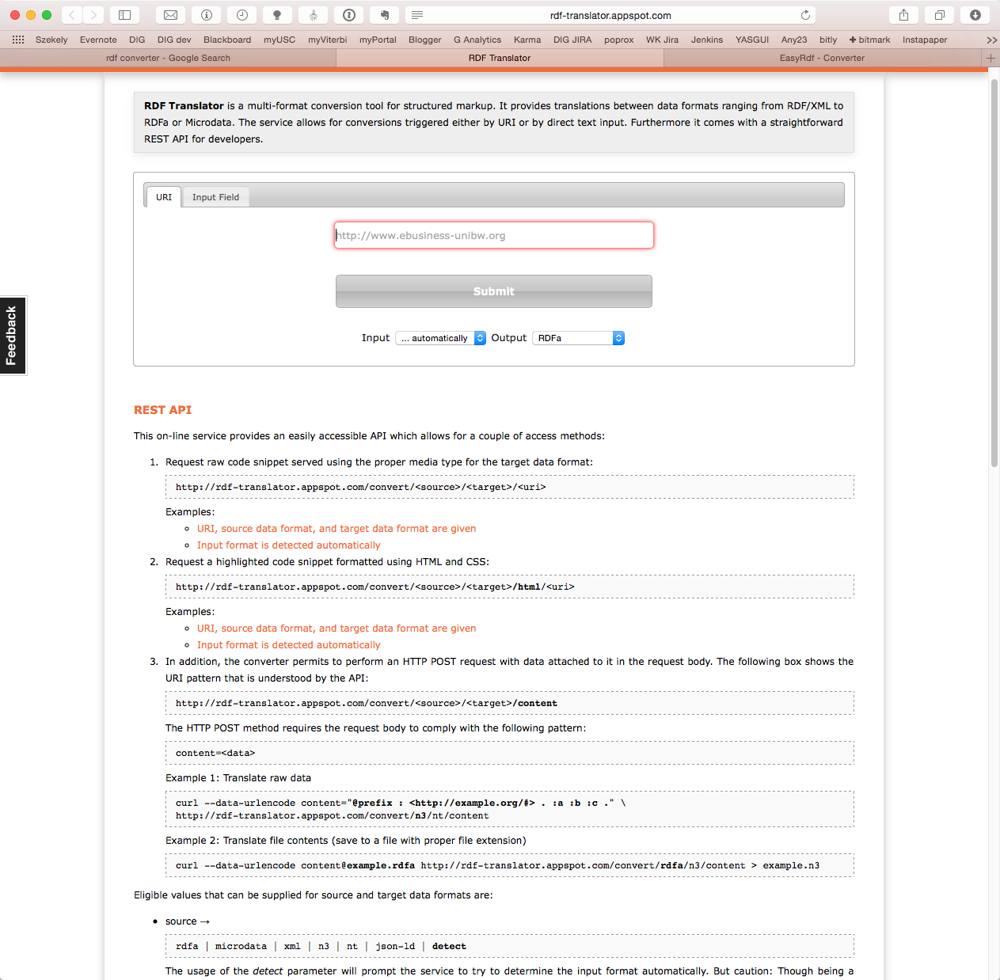 rdf-translator.appspot.com
Szekely Evernote DIG DIG dev Blackboard myUSC myViterbi myPortal Blogger G Analytics Karma DIG JIRA poprox WK Jira Jenkins YASGUI Any23 bitly bitmark Instapaper >>
rdf converter - Google Search RDF Translator EasyRdf - Converter
RDF Translator is a multi-format conversion tool for structured markup. It provides translations between data formats ranging from RDF/XML to
RDFa or Microdata. The service allows for conversions triggered either by URI or by direct text input. Furthermore it comes with a straightforward
REST API for developers.
URI Input Field
http://www.ebusiness-unibw.org
Submit
Input ... automatically Output RDFa
Feedback
REST API
This on-line service provides an easily accessible API which allows for a couple of access methods:
1. Request raw code snippet served using the proper media type for the target data format:
http://rdf-translator.appspot.com/convert/<source>/<target>/<uri>
Examples:
URI, source data format, and target data format are given
Input format is detected automatically
2. Request a highlighted code snippet formatted using HTML and CSS:
http://rdf-translator.appspot.com/convert/<source>/<target>/html/<uri>
Examples:
URI, source data format, and target data format are given
Input format is detected automatically
3. In addition, the converter permits to perform an HTTP POST request with data attached to it in the request body. The following box shows the
URI pattern that is understood by the API:
http://rdf-translator.appspot.com/convert/<source>/<target>/content
The HTTP POST method requires the request body to comply with the following pattern:
content=<data>
Example 1: Translate raw data
curl --data-urlencode content="@prefix : <http://example.org/#> . :a :b :c ." \
http://rdf-translator.appspot.com/convert/n3/nt/content
Example 2: Translate file contents (save to a file with proper file extension)
curl --data-urlencode content@example.rdfa http://rdf-translator.appspot.com/convert/rdfa/n3/content > example.n3
Eligible values that can be supplied for source and target data formats are:
• source →
rdfa | microdata | xml | n3 | nt | json-ld | detect
The usage of the detect parameter will prompt the service to try to determine the input format automatically. But caution: Though being a